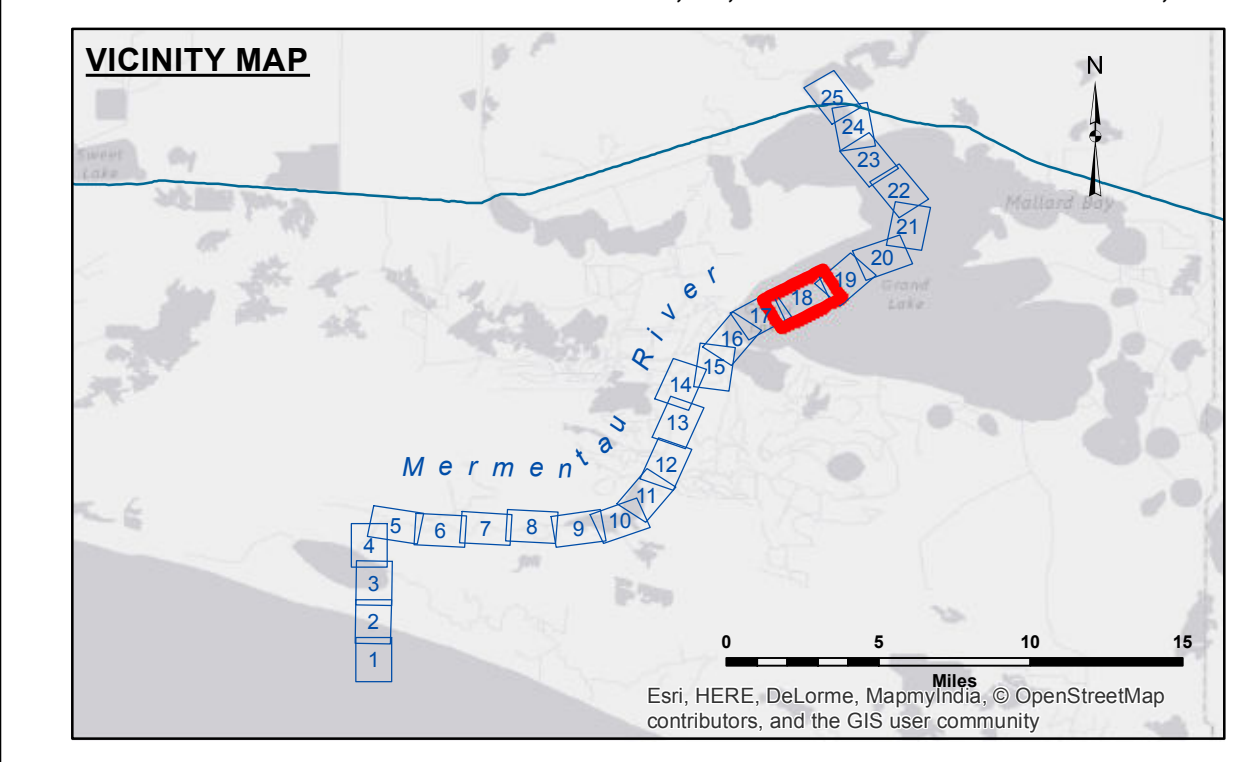 VICINITY MAP
N
25
24
Sweet
Lake
23
22
Mallard Bay
21
20
19
Grand
Lake
18
17
16
15
14
13
12
11
10
Mermentau River
9
8
7
6
5
4
3
2
1
0 5 10 15
Miles
Esri, HERE, DeLorme, MapmyIndia, © OpenStreetMap
contributors, and the GIS user community